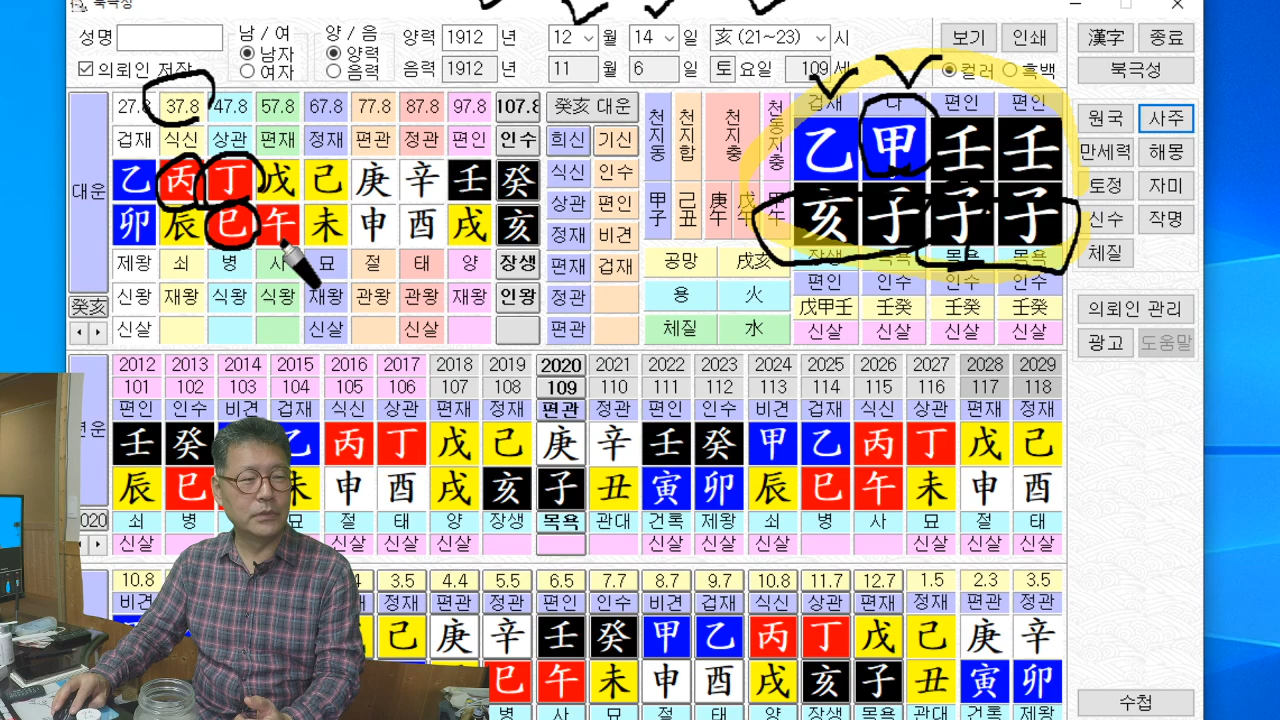 북극성
성명 남 / 여 양 / 음 양력 1912 년 12 월 14 일 亥 (21~23) 시 보기 인쇄 漢字 종료
의뢰인 저장 남자 여자 양력 음력 음력 1912 년 11 월 6 일 토 요일 109 세 컬러 흑백 북극성
27.8 37.8 47.8 57.8 67.8 77.8 87.8 97.8 107.8 癸亥 대운 천지동 천지합 천지충 천동지충 겁재 나 편인 편인 원국 사주
겁재 식신 상관 편재 정재 편관 정관 편인 인수 희신 기신 만세력 해몽
대운 乙 丙 丁 戊 己 庚 辛 壬 癸 식신 인수 乙 甲 壬 壬 토정 자미
卯 辰 巳 午 未 申 酉 戌 亥 상관 편인 甲子 己丑 庚午 戊午 甲午 亥 子 子 子 신수 작명
정재 비견 체질
제왕 쇠 병 사 묘 절 태 양 장생 편재 겁재 공망 戊亥 장생 목욕 목욕 목욕
癸亥 신왕 재왕 식왕 식왕 재왕 관왕 관왕 재왕 인왕 정관 용 火 편인 인수 인수 인수
戊甲壬 壬癸 壬癸 壬癸 의뢰인 관리
신살 신살 신살 편관 체질 水 신살 신살 신살 신살 광고 도움말
2012 2013 2014 2015 2016 2017 2018 2019 2020 2021 2022 2023 2024 2025 2026 2027 2028 2029
101 102 103 104 105 106 107 108 109 110 111 112 113 114 115 116 117 118
편인 인수 비견 겁재 식신 상관 편재 정재 편관 정관 편인 인수 비견 겁재 식신 상관 편재 정재
壬 癸 乙 丙 丁 戊 己 庚 辛 壬 癸 甲 乙 丙 丁 戊 己
辰 巳 未 申 酉 戌 亥 子 丑 寅 卯 辰 巳 午 未 申 酉
쇠 병 묘 절 태 양 장생 목욕 관대 건록 제왕 쇠 병 사 묘 절 태
신살 신살 신살 신살 신살 신살 신살 신살 신살 신살 신살
10.8 3.5 4.4 5.5 6.5 7.7 8.7 9.7 10.8 11.7 12.7 1.5 2.3 3.5
비견 정재 편관 정관 편인 인수 비견 겁재 식신 상관 편재 정재 편관 정관
己 庚 辛 壬 癸 甲 乙 丙 丁 戊 己 庚 辛
巳 午 未 申 酉 戌 亥 子 丑 寅 卯
병 사 묘 절 태 양 장생 목욕 관대 건록 제왕
수첩